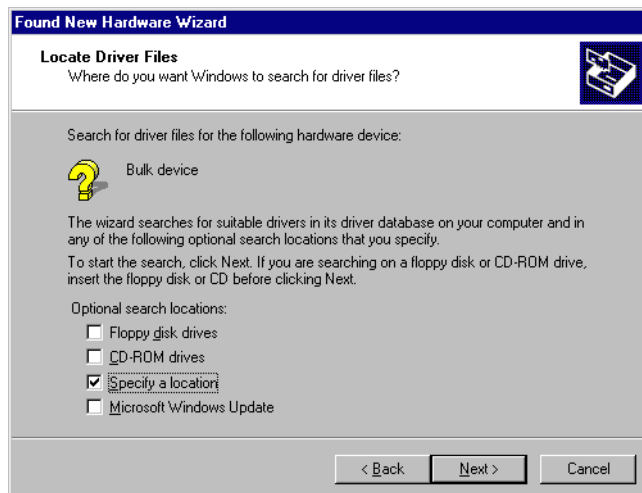 Found New Hardware Wizard
Locate Driver Files
Where do you want Windows to search for driver files?
Search for driver files for the following hardware device:
Bulk device
The wizard searches for suitable drivers in its driver database on your computer and in
any of the following optional search locations that you specify.
To start the search, click Next. If you are searching on a floppy disk or CD-ROM drive,
insert the floppy disk or CD before clicking Next.
Optional search locations:
Floppy disk drives
CD-ROM drives
Specify a location
Microsoft Windows Update
< Back Next > Cancel